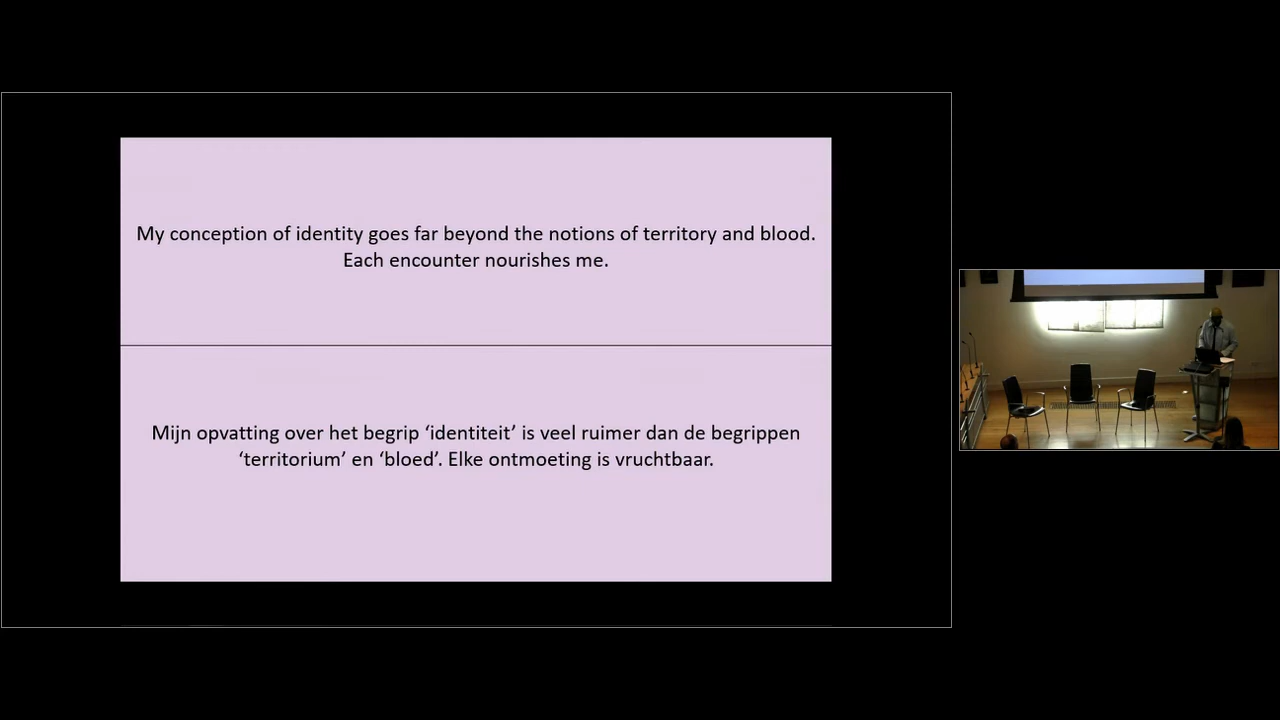 My conception of identity goes far beyond the notions of territory and blood.
Each encounter nourishes me.
Mijn opvatting over het begrip ‘identiteit’ is veel ruimer dan de begrippen
‘territorium’ en ‘bloed’. Elke ontmoeting is vruchtbaar.